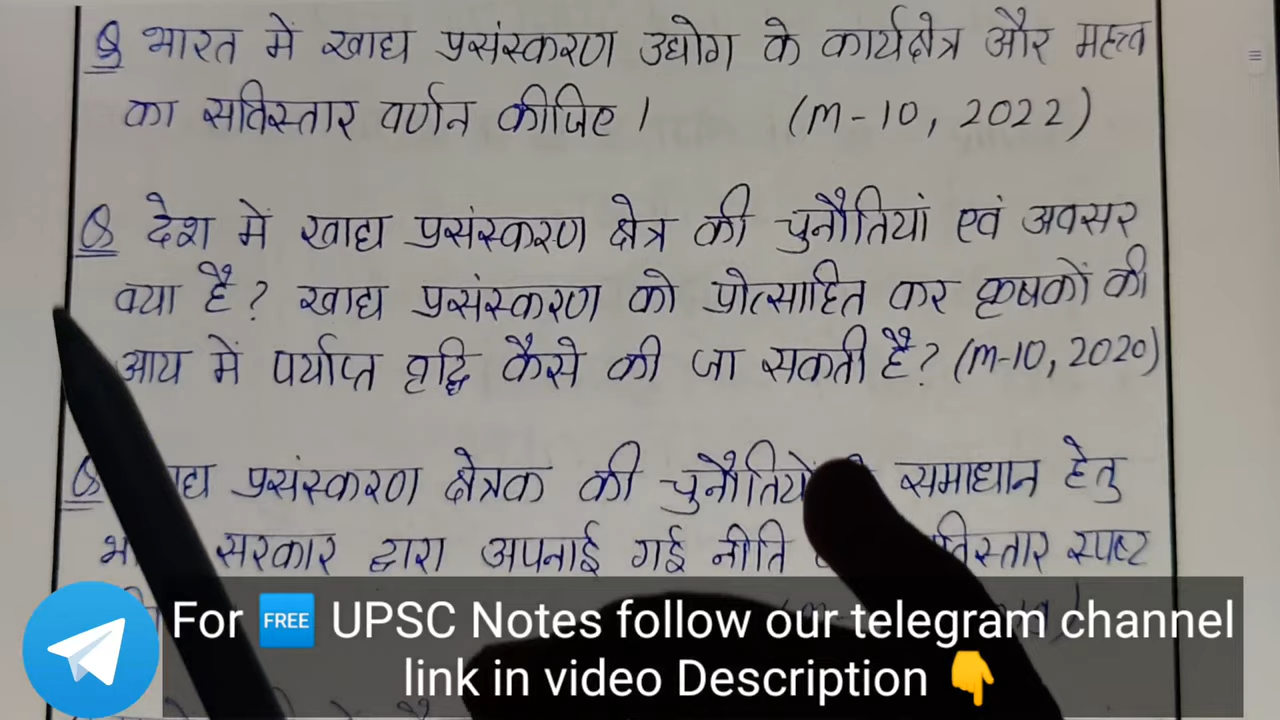 Q भारत में खाद्य प्रसंस्करण उद्योग के कार्यक्षेत्र और महत्व
का सविस्तार वर्णन कीजिए । (M-10, 2022)
Q देश में खाद्य प्रसंस्करण क्षेत्र की चुनौतियां एवं अवसर
क्या है? खाद्य प्रसंस्करण को प्रोत्साहित कर कृषकों की
आय में पर्याप्त वृद्धि कैसे की जा सकती है? (M-10, 2020)
Q प्रसंस्करण क्षेत्रक की समाधान हेतु
सरकार द्वारा अपनाई गई नीति स्पष्ट
For FREE UPSC Notes follow our telegram channel
link in video Description 👇